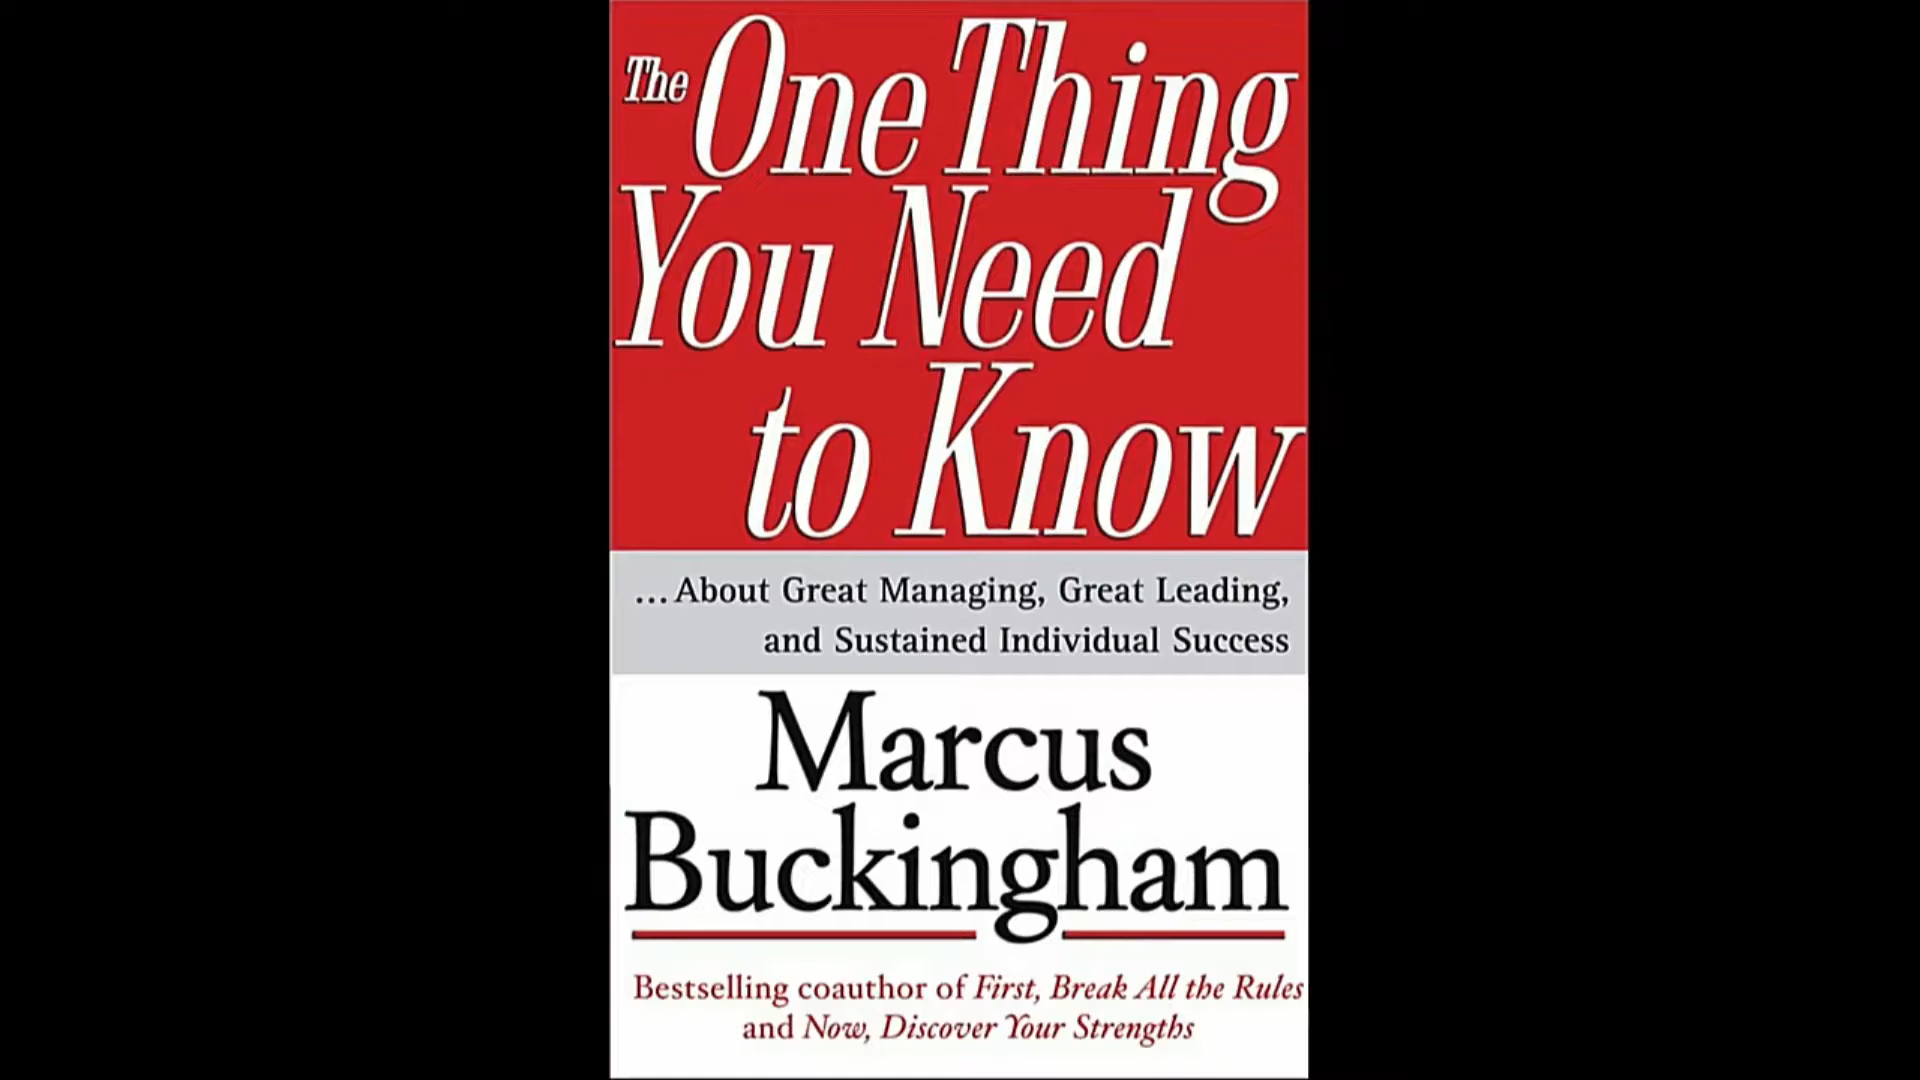 The One Thing
You Need
to Know
...About Great Managing, Great Leading,
and Sustained Individual Success
Marcus
Buckingham
Bestselling coauthor of First, Break All the Rules
and Now, Discover Your Strengths